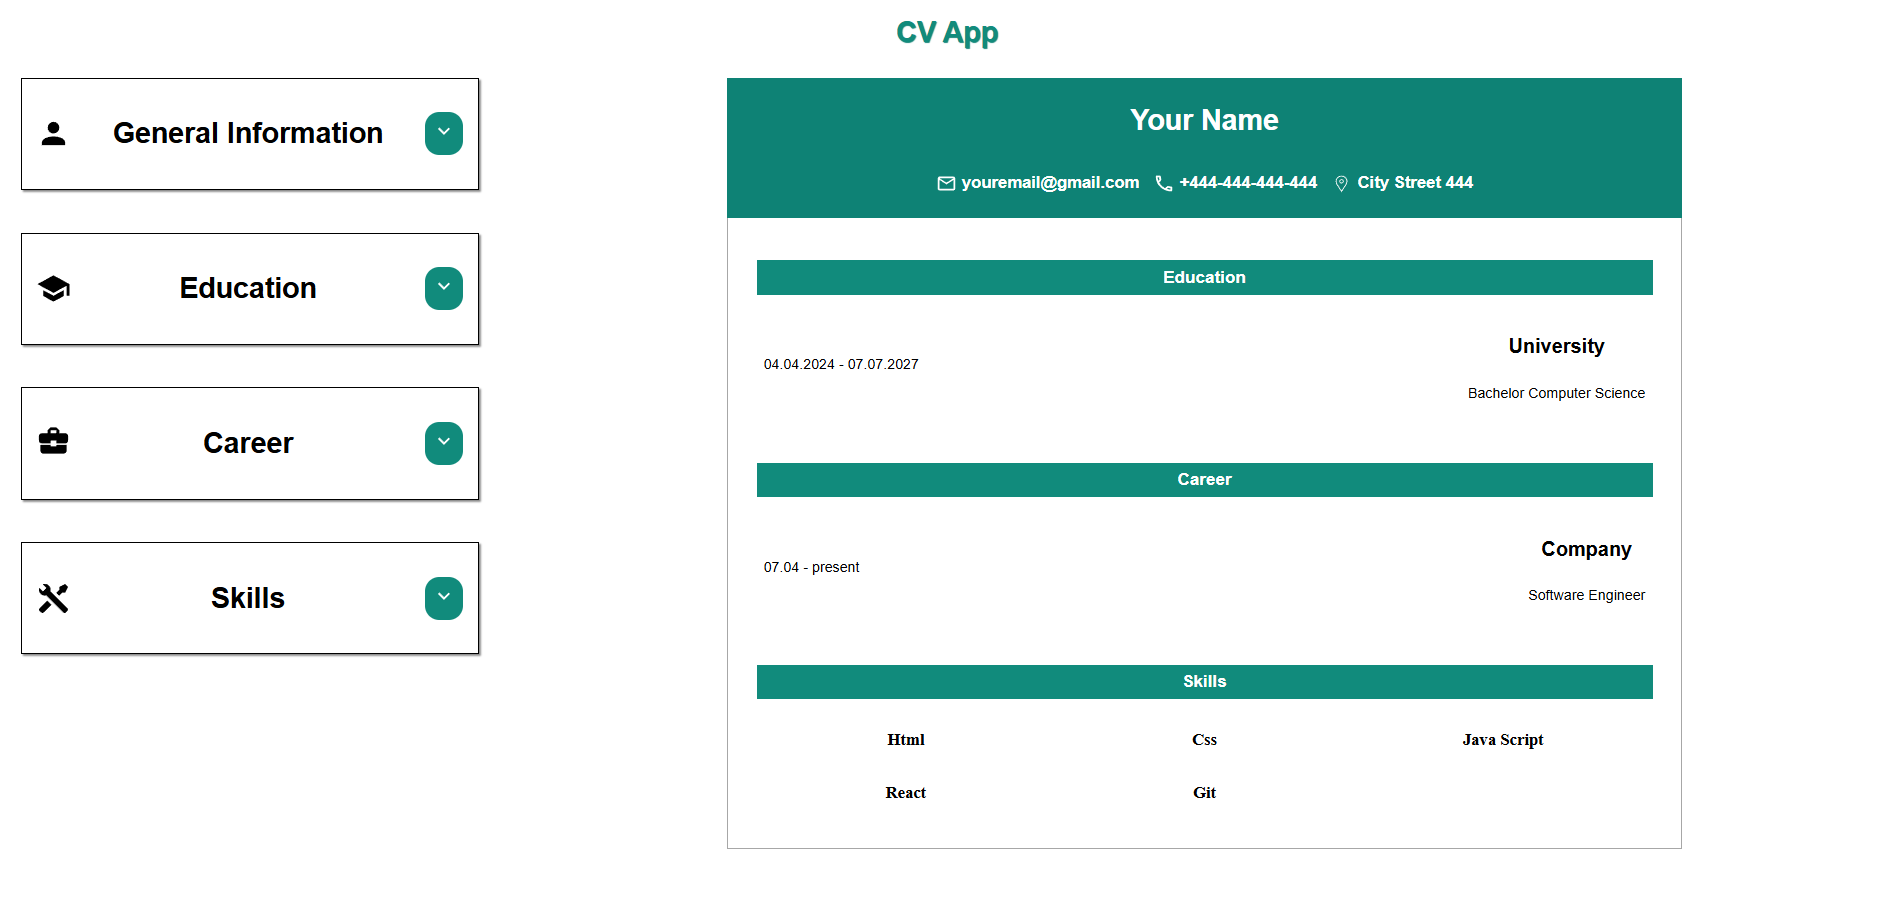 CV App
General Information
Education
Career
Skills
Your Name
youremail@gmail.com +444-444-444-444 City Street 444
Education
04.04.2024 - 07.07.2027
University
Bachelor Computer Science
Career
07.04 - present
Company
Software Engineer
Skills
Html Css Java Script
React Git